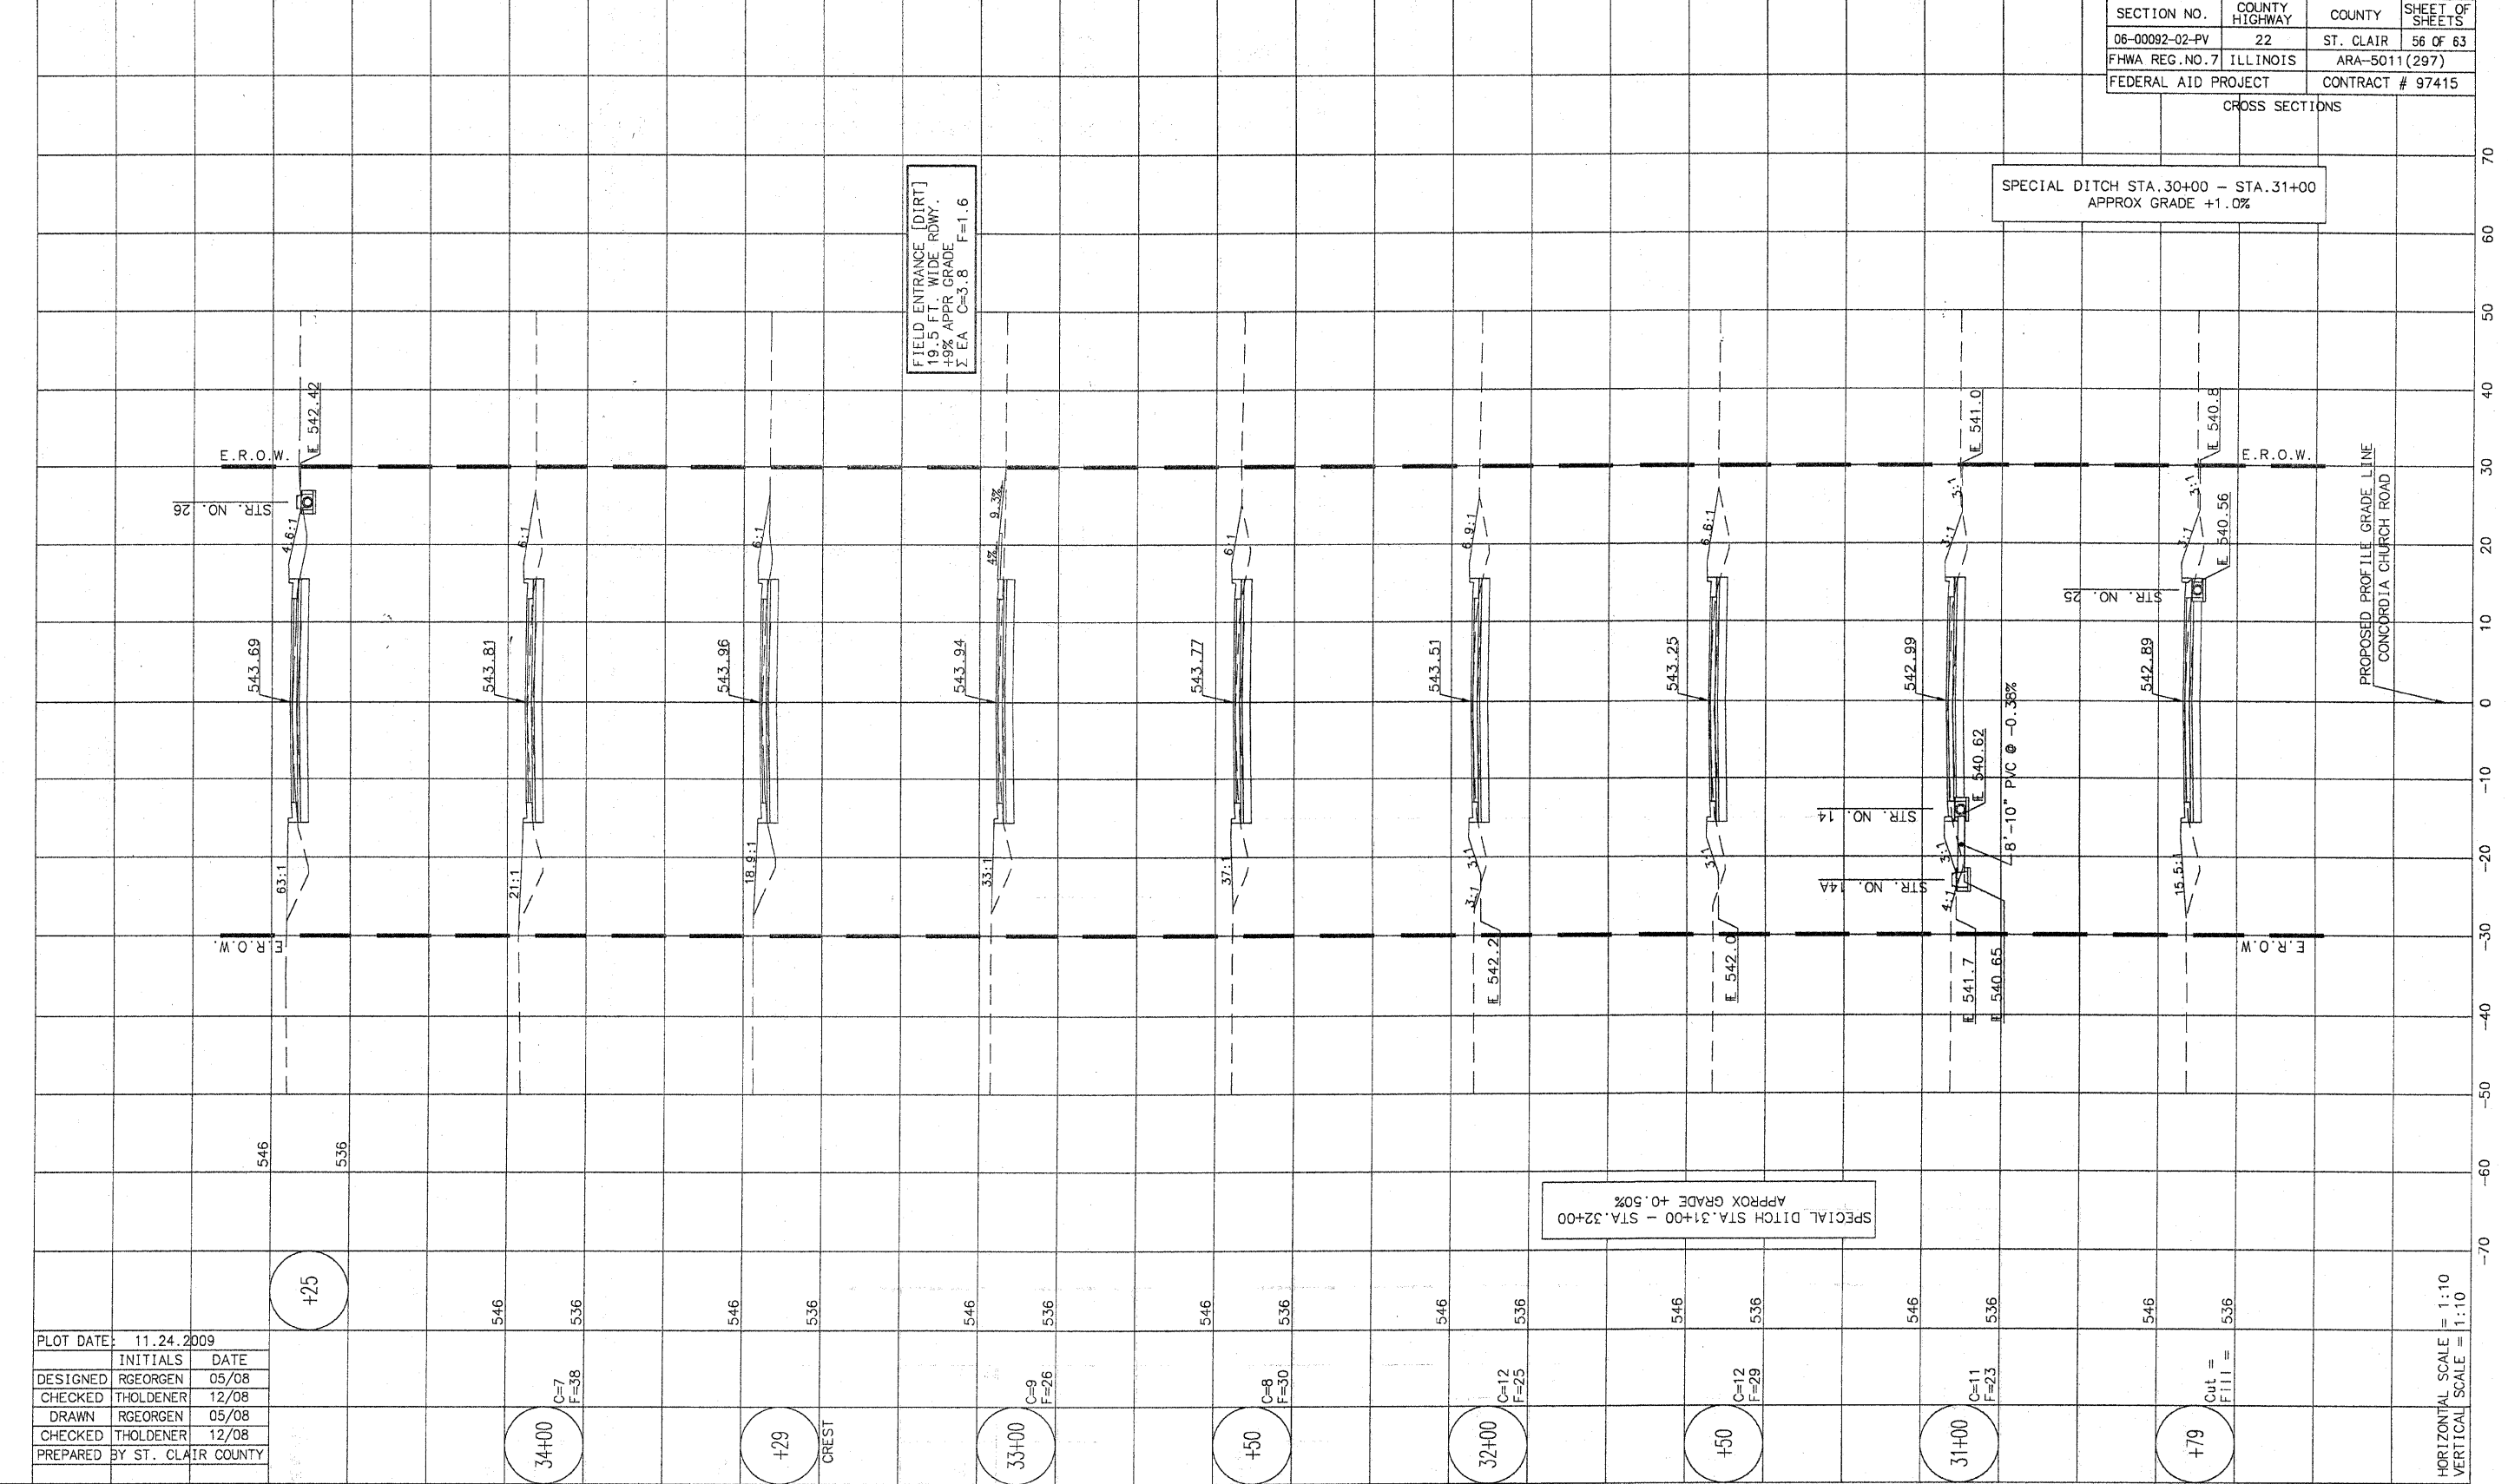 SECTION NO. COUNTY HIGHWAY COUNTY SHEET OF SHEETS
06-00092-02-PV 22 ST. CLAIR 56 OF 63
FHWA REG.NO.7 ILLINOIS ARA-5011(297)
FEDERAL AID PROJECT CONTRACT # 97415
CROSS SECTIONS
SPECIAL DITCH STA.30+00 - STA.31+00
APPROX GRADE +1.0%
FIELD ENTRANCE [DIRT]
19.5 FT. WIDE RDWY.
+9% APPR GRADE
Σ EA C=3.8 F=1.6
70
60
50
40
30
20
10
0
-10
-20
-30
-40
-50
-60
-70
E.R.O.W.
STR. NO. 26
4.6:1
E 542.42
543.69
63:1
E.R.O.W.
546
536
+25
6:1
543.81
21:1
546
536
C=7
F=38
34+00
6:1
543.96
18.9:1
546
536
+29
CREST
9.3%
4%
543.94
33:1
546
536
C=9
F=26
33+00
6:1
543.77
37:1
546
536
C=8
F=30
+50
6.9:1
543.51
3:1
3:1
E 542.2
546
536
C=12
F=25
32+00
6.6:1
543.25
3:1
E 542.0
546
536
C=12
F=29
+50
E 541.0
3:1
3:1
542.99
E 540.62
8'-10" PVC @ -0.38%
STR. NO. 14
3:1
STR. NO. 14A
4:1
E 541.7
E 540.65
546
536
C=11
F=23
31+00
E 540.8
E.R.O.W.
3:1
3:1
E 540.56
STR. NO. 25
542.89
15.5:1
E.R.O.W.
546
536
Cut =
Fill =
+79
PROPOSED PROFILE GRADE LINE
CONCORDIA CHURCH ROAD
SPECIAL DITCH STA.31+00 - STA.32+00
APPROX GRADE +0.50%
HORIZONTAL SCALE = 1:10
VERTICAL SCALE = 1:10
PLOT DATE: 11.24.2009
INITIALS DATE
DESIGNED RGEORGEN 05/08
CHECKED THOLDENER 12/08
DRAWN RGEORGEN 05/08
CHECKED THOLDENER 12/08
PREPARED BY ST. CLAIR COUNTY